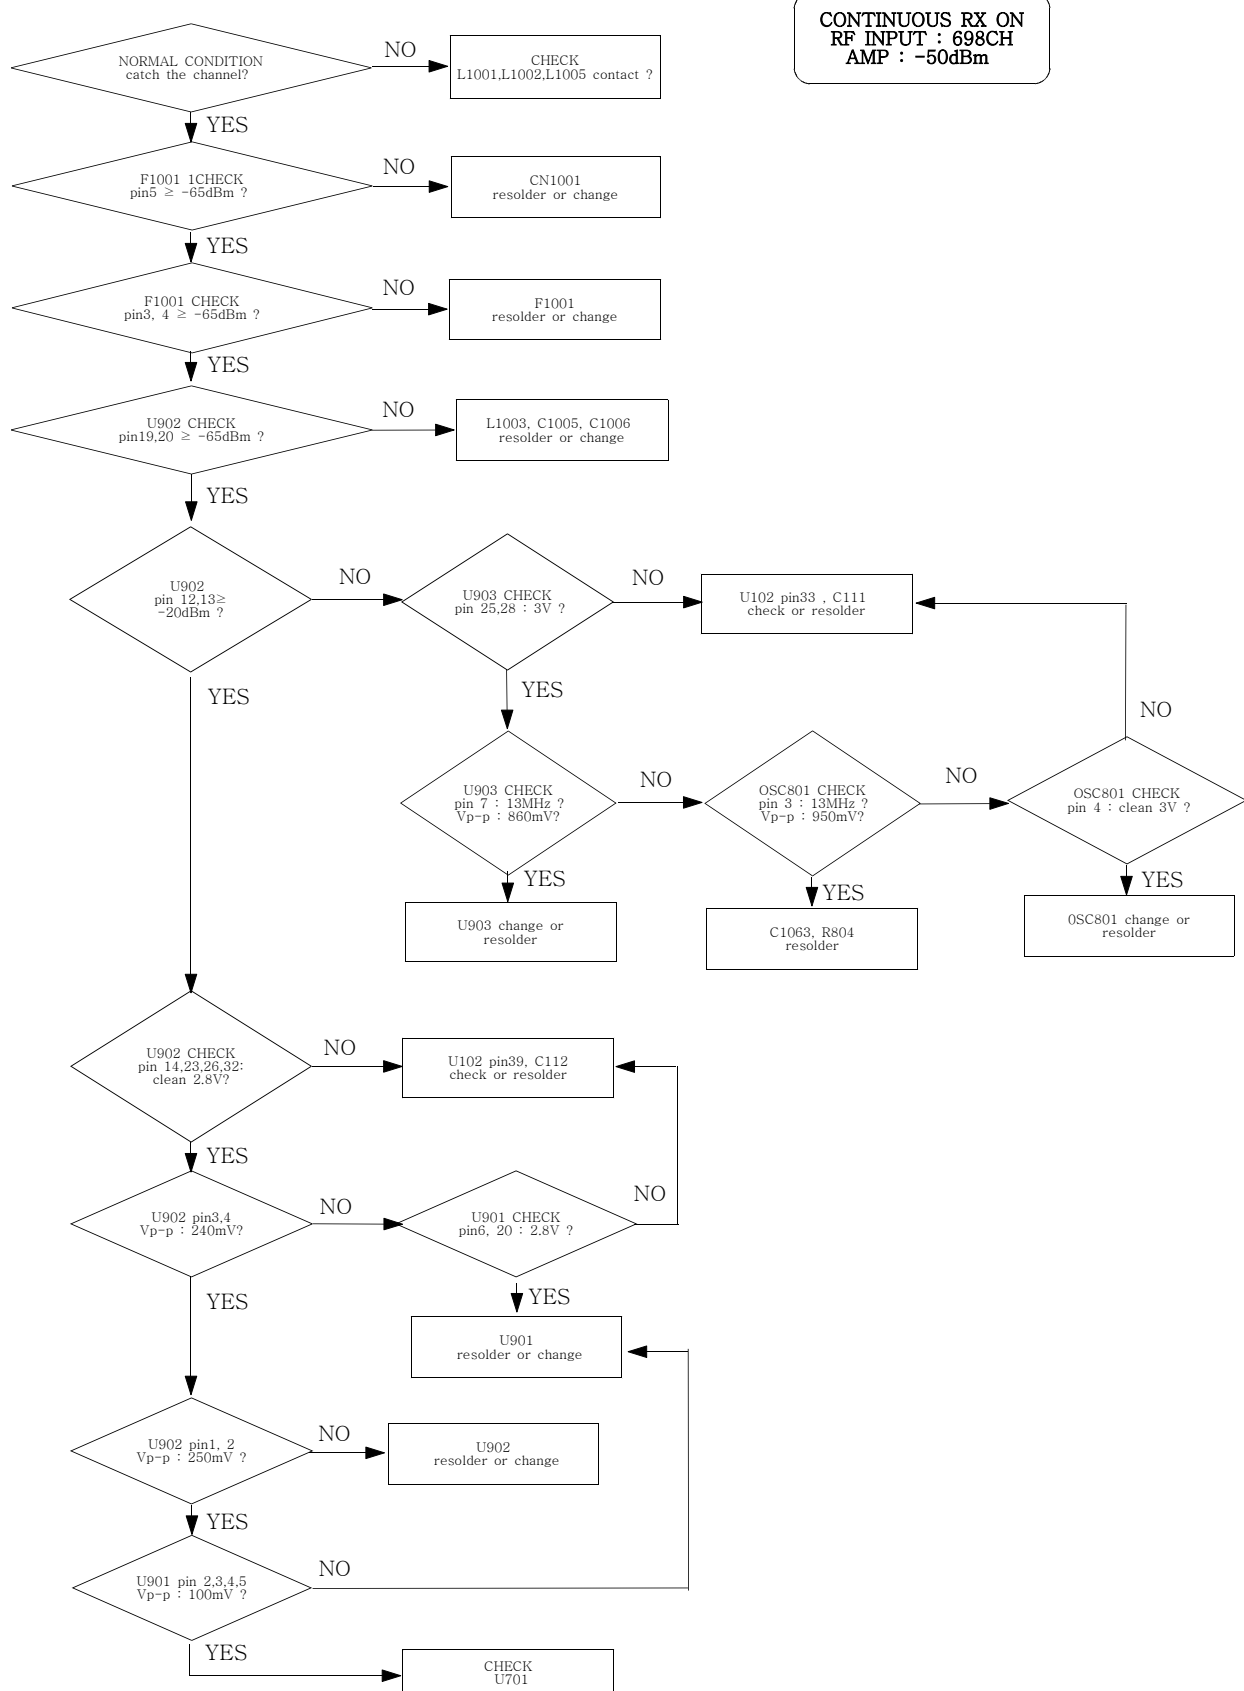 CONTINUOUS RX ON
RF INPUT : 698CH
AMP : -50dBm
NORMAL CONDITION
catch the channel?
NO
CHECK
L1001,L1002,L1005 contact ?
YES
F1001 1CHECK
pin5 ≥ -65dBm ?
NO
CN1001
resolder or change
YES
F1001 CHECK
pin3, 4 ≥ -65dBm ?
NO
F1001
resolder or change
YES
U902 CHECK
pin19,20 ≥ -65dBm ?
NO
L1003, C1005, C1006
resolder or change
YES
U902
pin 12,13≥
-20dBm ?
NO
U903 CHECK
pin 25,28 : 3V ?
NO
U102 pin33 , C111
check or resolder
YES
YES
NO
U903 CHECK
pin 7 : 13MHz ?
Vp-p : 860mV?
NO
OSC801 CHECK
pin 3 : 13MHz ?
Vp-p : 950mV?
NO
OSC801 CHECK
pin 4 : clean 3V ?
YES
YES
YES
U903 change or
resolder
C1063, R804
resolder
0SC801 change or
resolder
U902 CHECK
pin 14,23,26,32:
clean 2.8V?
NO
U102 pin39, C112
check or resolder
YES
U902 pin3,4
Vp-p : 240mV?
NO
U901 CHECK
pin6, 20 : 2.8V ?
NO
YES
YES
U901
resolder or change
U902 pin1, 2
Vp-p : 250mV ?
NO
U902
resolder or change
YES
U901 pin 2,3,4,5
Vp-p : 100mV ?
NO
YES
CHECK
U701